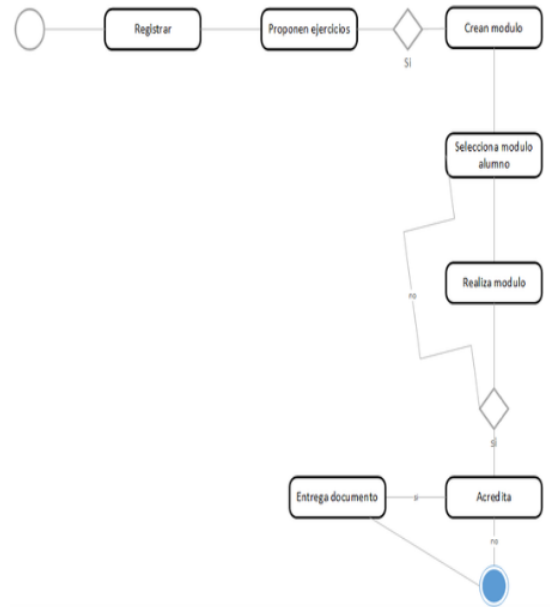 Registrar
Proponen ejercicios
Crean modulo
Si
Selecciona modulo
alumno
Realiza modulo
no
si
Entrega documento
si
Acredita
no